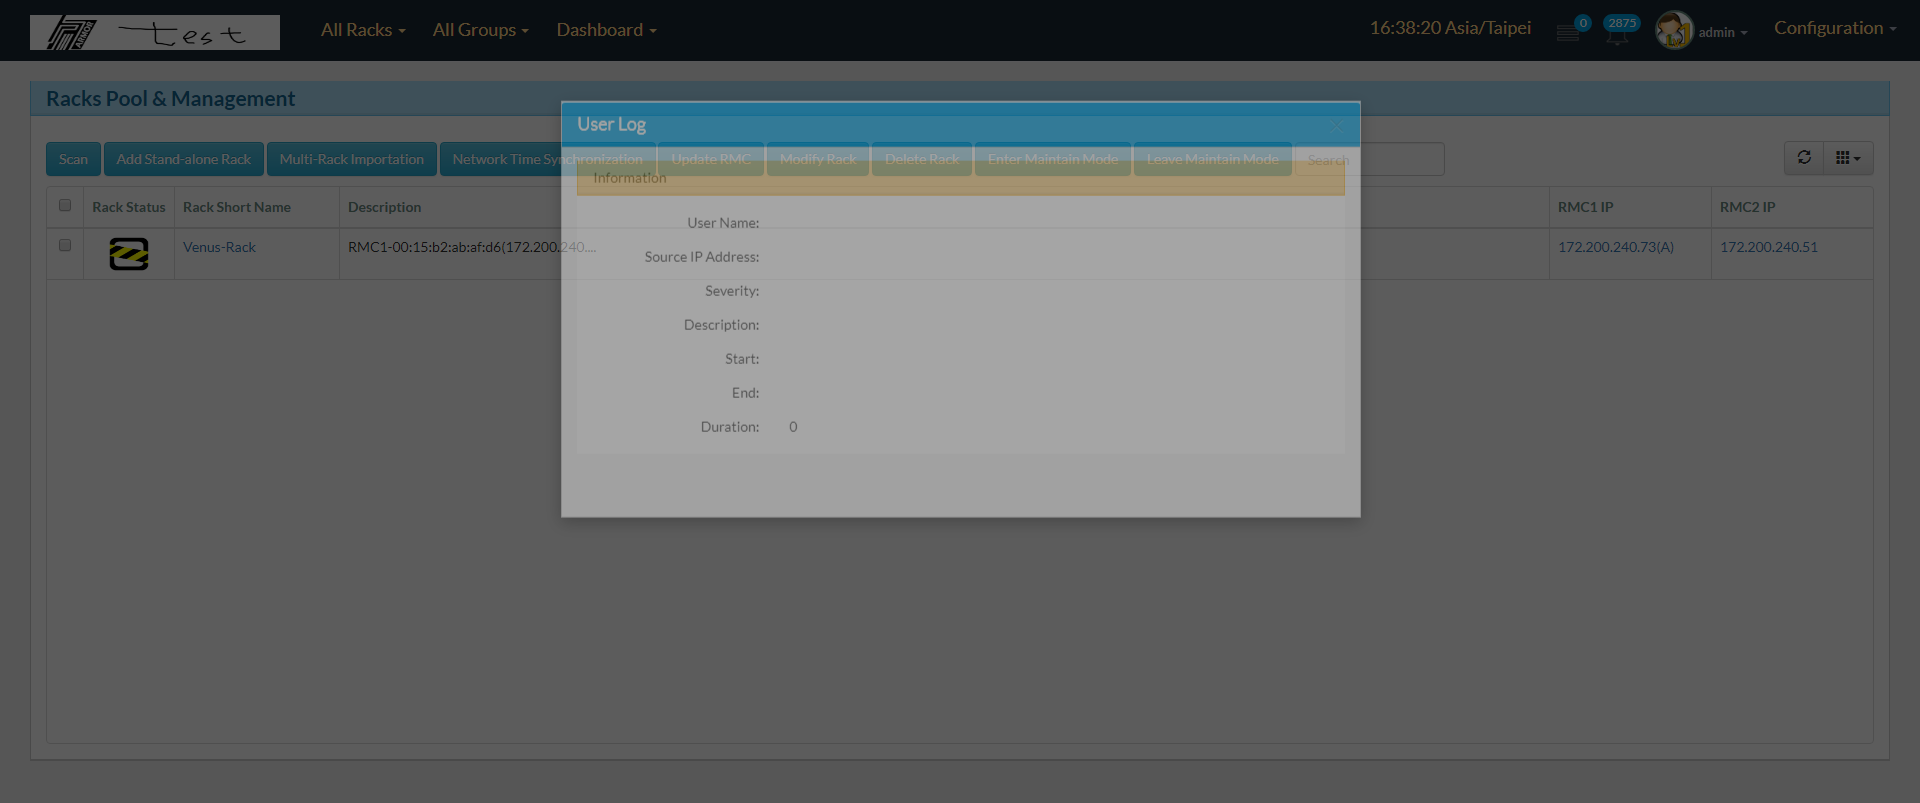 ARMOR test All Racks All Groups Dashboard 16:38:20 Asia/Taipei 0 2875 admin Configuration
Racks Pool & Management
User Log
Scan Add Stand-alone Rack Multi-Rack Importation Network Time Synchronization Update RMC Modify Rack Delete Rack Enter Maintain Mode Leave Maintain Mode Search
Information
Rack Status Rack Short Name Description RMC1 IP RMC2 IP
Venus-Rack RMC1-00:15:b2:ab:af:d6(172.200.240.... 172.200.240.73(A) 172.200.240.51
User Name:
Source IP Address:
Severity:
Description:
Start:
End:
Duration: 0